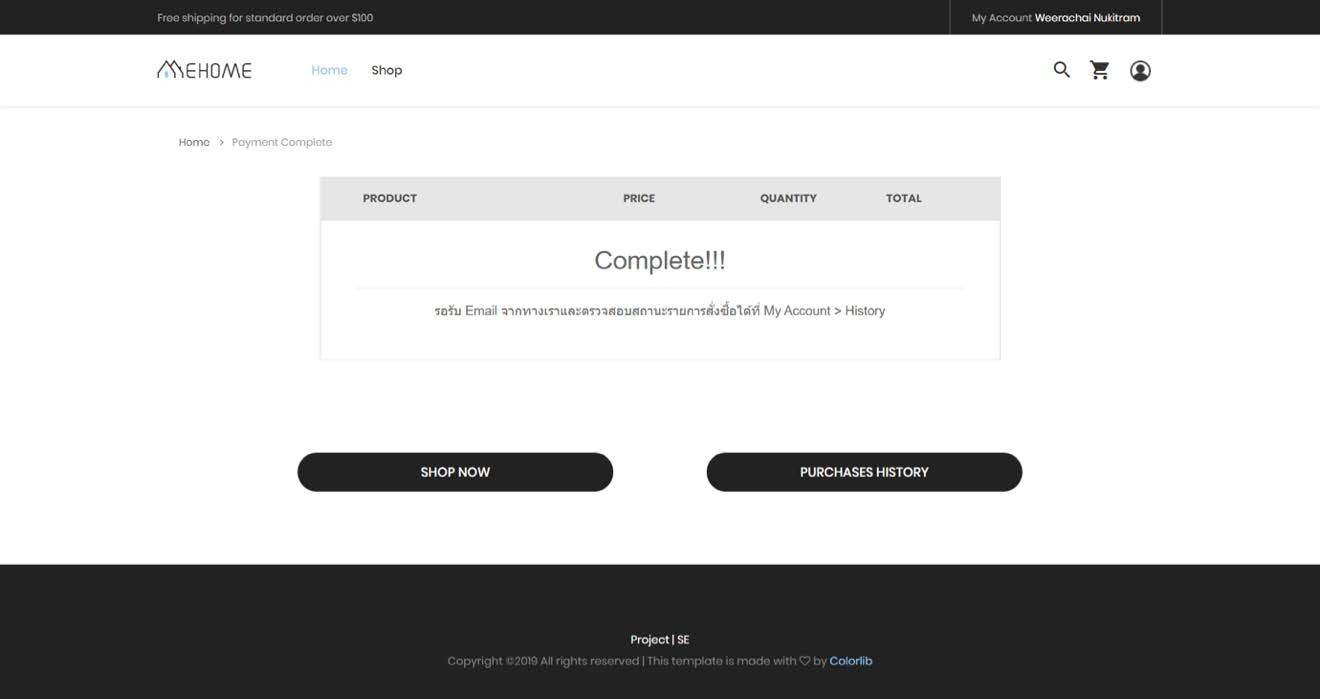 Free shipping for standard order over $100
My Account Weerachai Nukitram
MEHOME
Home
Shop
Home > Payment Complete
PRODUCT PRICE QUANTITY TOTAL
Complete!!!
รอรับ Email จากทางเราและตรวจสอบสถานะรายการสั่งซื้อได้ที่ My Account > History
SHOP NOW
PURCHASES HISTORY
Project | SE
Copyright ©2019 All rights reserved | This template is made with ♡ by Colorlib